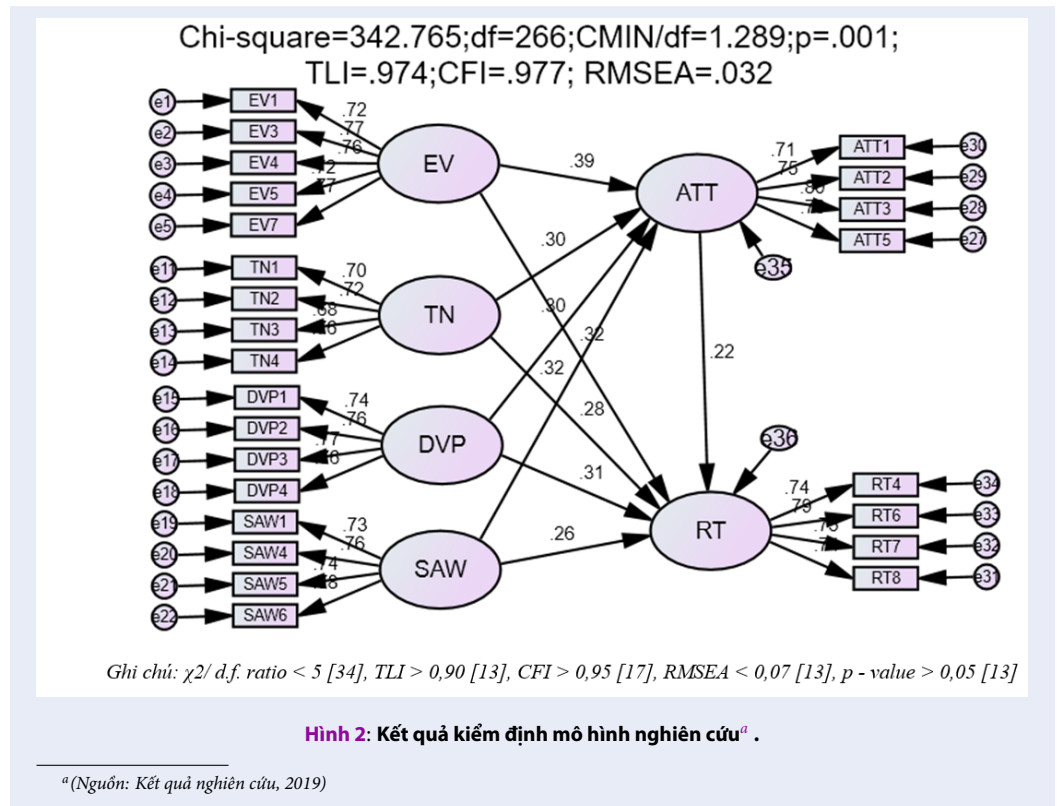 Chi-square=342.765;df=266;CMIN/df=1.289;p=.001;
TLI=.974;CFI=.977; RMSEA=.032
e1 EV1 .72
e2 EV3 .77
e3 EV4 .76
e4 EV5 .72
e5 EV7 .77
EV
.39
ATT
.71 ATT1 e30
.75 ATT2 e29
ATT3 e28
ATT5 e27
e35
e11 TN1 .70
e12 TN2 .72
e13 TN3 .68
e14 TN4
TN
.30
.30
.32
.32
.22
.28
e15 DVP1 .74
e16 DVP2 .76
e17 DVP3 .77
e18 DVP4
DVP
.31
e36
e19 SAW1 .73
e20 SAW4 .76
e21 SAW5 .74
e22 SAW6
SAW
.26
RT
.74 RT4 e34
.79 RT6 e33
RT7 e32
RT8 e31
Ghi chú: χ2/ d.f. ratio < 5 [34], TLI > 0,90 [13], CFI > 0,95 [17], RMSEA < 0,07 [13], p - value > 0,05 [13]
Hình 2: Kết quả kiểm định mô hình nghiên cứuᵃ .
ᵃ(Nguồn: Kết quả nghiên cứu, 2019)